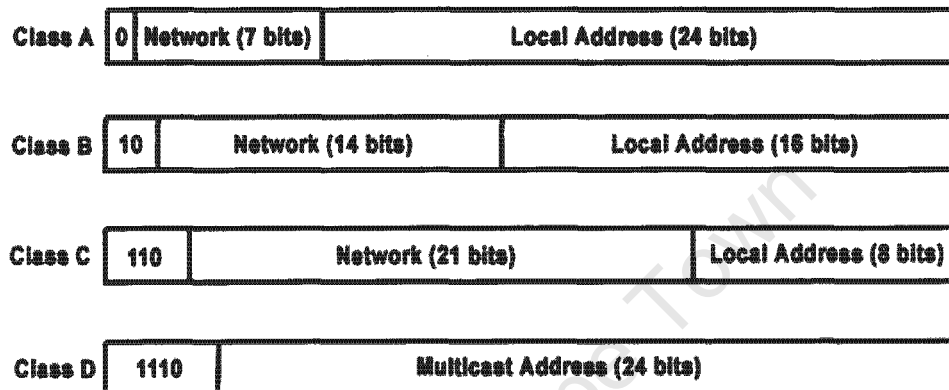 Class A 0 Network (7 bits) Local Address (24 bits)
Class B 10 Network (14 bits) Local Address (16 bits)
Class C 110 Network (21 bits) Local Address (8 bits)
Class D 1110 Multicast Address (24 bits)
Town